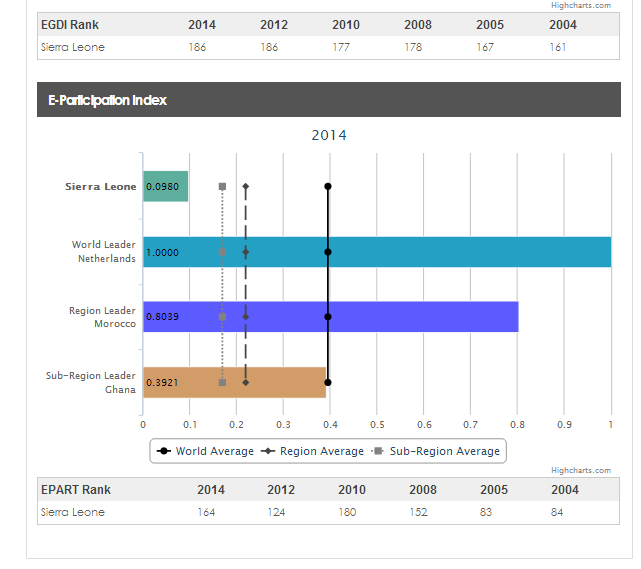 Highcharts.com
EGDI Rank 2014 2012 2010 2008 2005 2004
Sierra Leone 186 186 177 178 167 161
E-Participation Index
2014
Sierra Leone 0.0980
World Leader
Netherlands
1.0000
Region Leader
Morocco
0.8039
Sub-Region Leader
Ghana
0.3921
0 0.1 0.2 0.3 0.4 0.5 0.6 0.7 0.8 0.9 1
World Average Region Average Sub-Region Average
Highcharts.com
EPART Rank 2014 2012 2010 2008 2005 2004
Sierra Leone 164 124 180 152 83 84